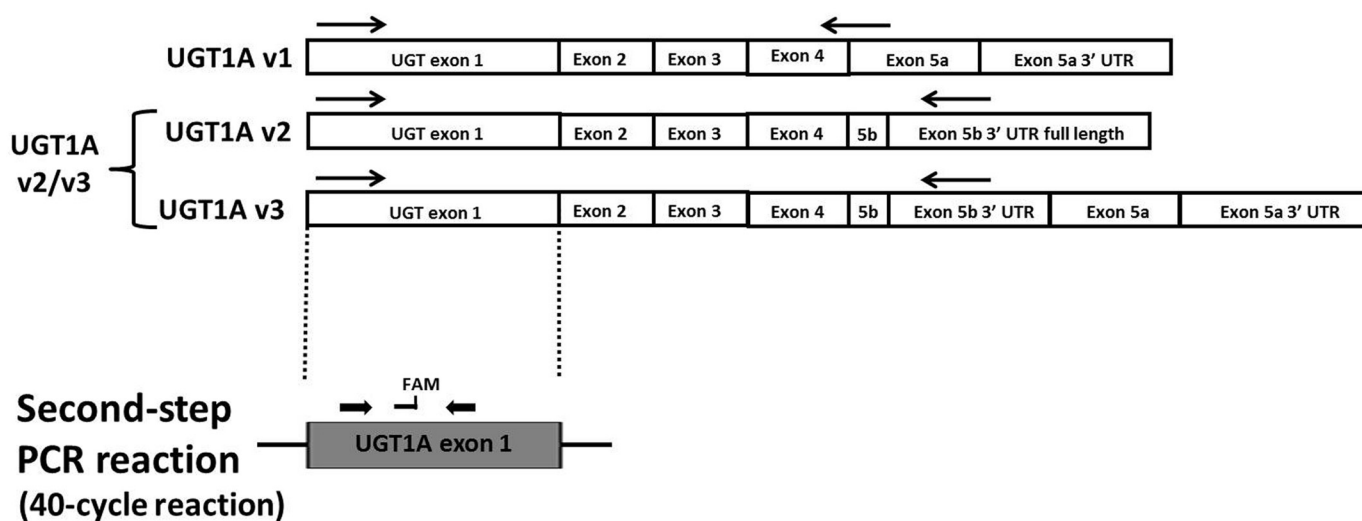 UGT1A v1
UGT exon 1 Exon 2 Exon 3 Exon 4 Exon 5a Exon 5a 3’ UTR
UGT1A
v2/v3
UGT1A v2
UGT exon 1 Exon 2 Exon 3 Exon 4 5b Exon 5b 3’ UTR full length
UGT1A v3
UGT exon 1 Exon 2 Exon 3 Exon 4 5b Exon 5b 3’ UTR Exon 5a Exon 5a 3’ UTR
Second-step
PCR reaction
(40-cycle reaction)
FAM
UGT1A exon 1